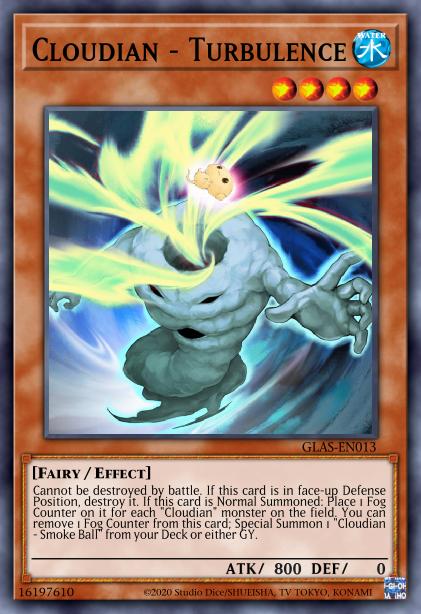 CLOUDIAN - TURBULENCE
WATER
水
GLAS-EN013
[FAIRY / EFFECT]
Cannot be destroyed by battle. If this card is in face-up Defense
Position, destroy it. If this card is Normal Summoned: Place 1 Fog
Counter on it for each "Cloudian" monster on the field. You can
remove 1 Fog Counter from this card; Special Summon 1 "Cloudian
- Smoke Ball" from your Deck or either GY.
ATK/ 800 DEF/ 0
16197610
©2020 Studio Dice/SHUEISHA, TV TOKYO, KONAMI